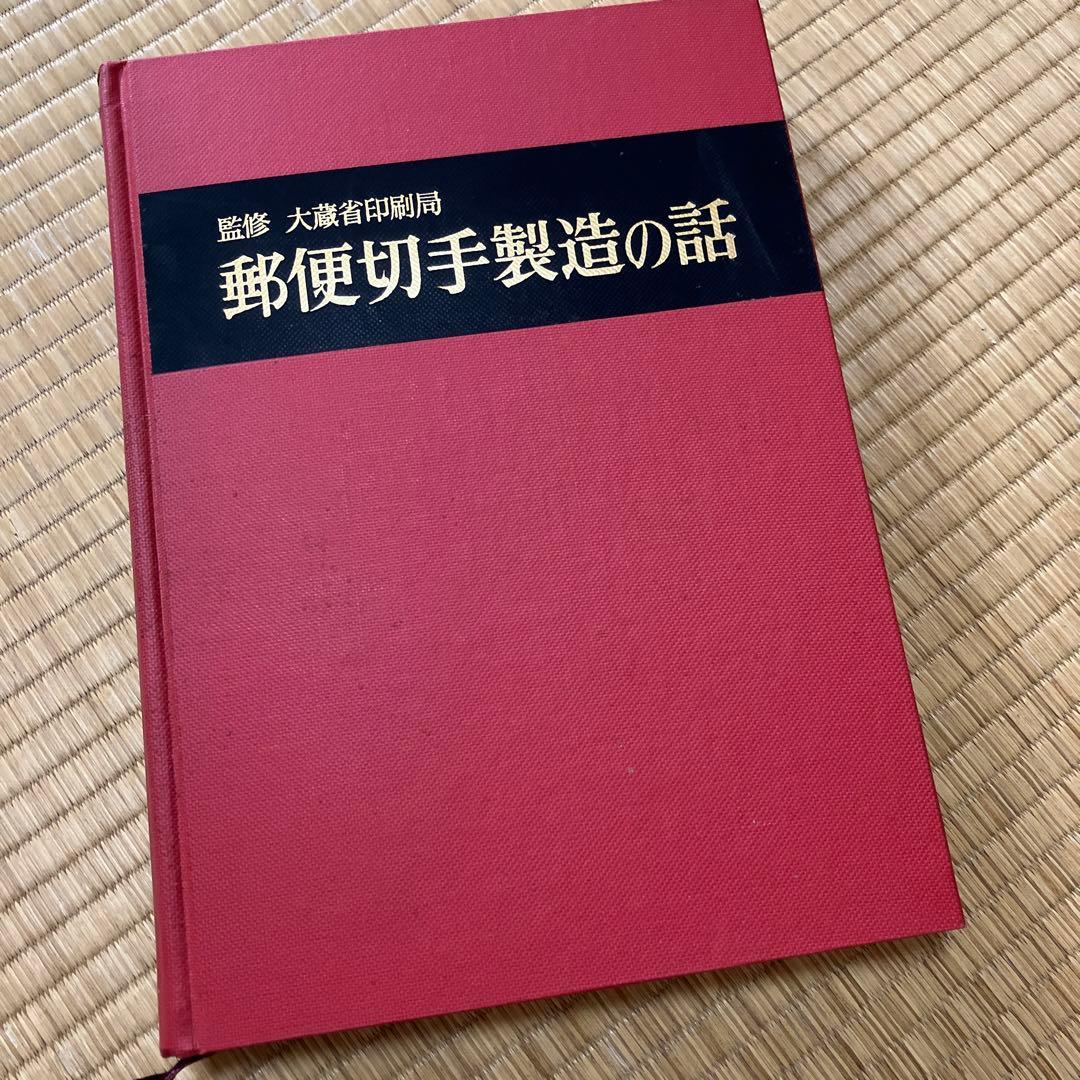 監修 大蔵省印刷局
郵便切手製造の話